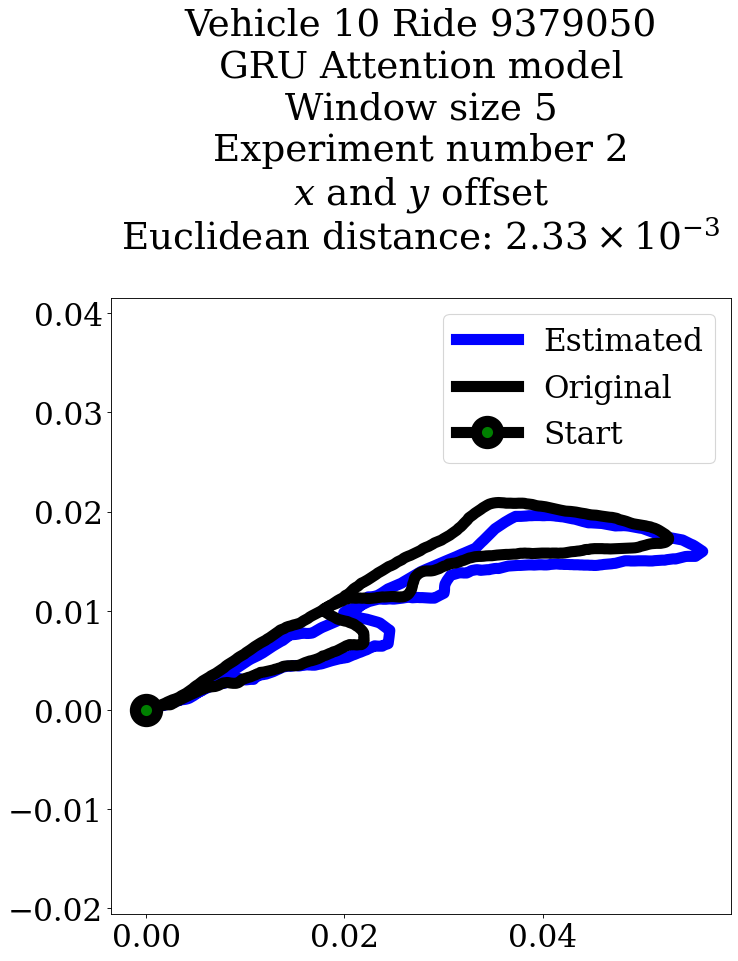 Vehicle 10 Ride 9379050
GRU Attention model
Window size 5
Experiment number 2
x and y offset
Euclidean distance: 2.33 × 10⁻³
Estimated
Original
Start
0.04
0.03
0.02
0.01
0.00
−0.01
−0.02
0.00 0.02 0.04